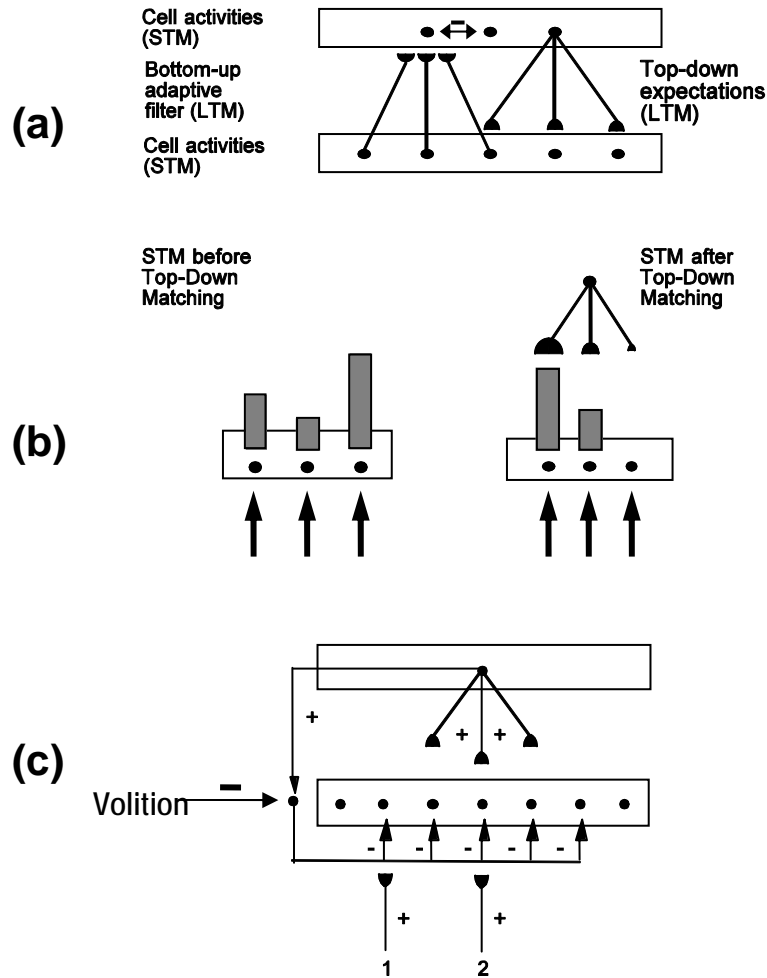 Cell activities
(STM)
Bottom-up
adaptive
filter (LTM)
Top-down
expectations
(LTM)
(a)
Cell activities
(STM)
STM before
Top-Down
Matching
STM after
Top-Down
Matching
(b)
+
+ +
(c)
Volition
- - - - -
+ +
1 2